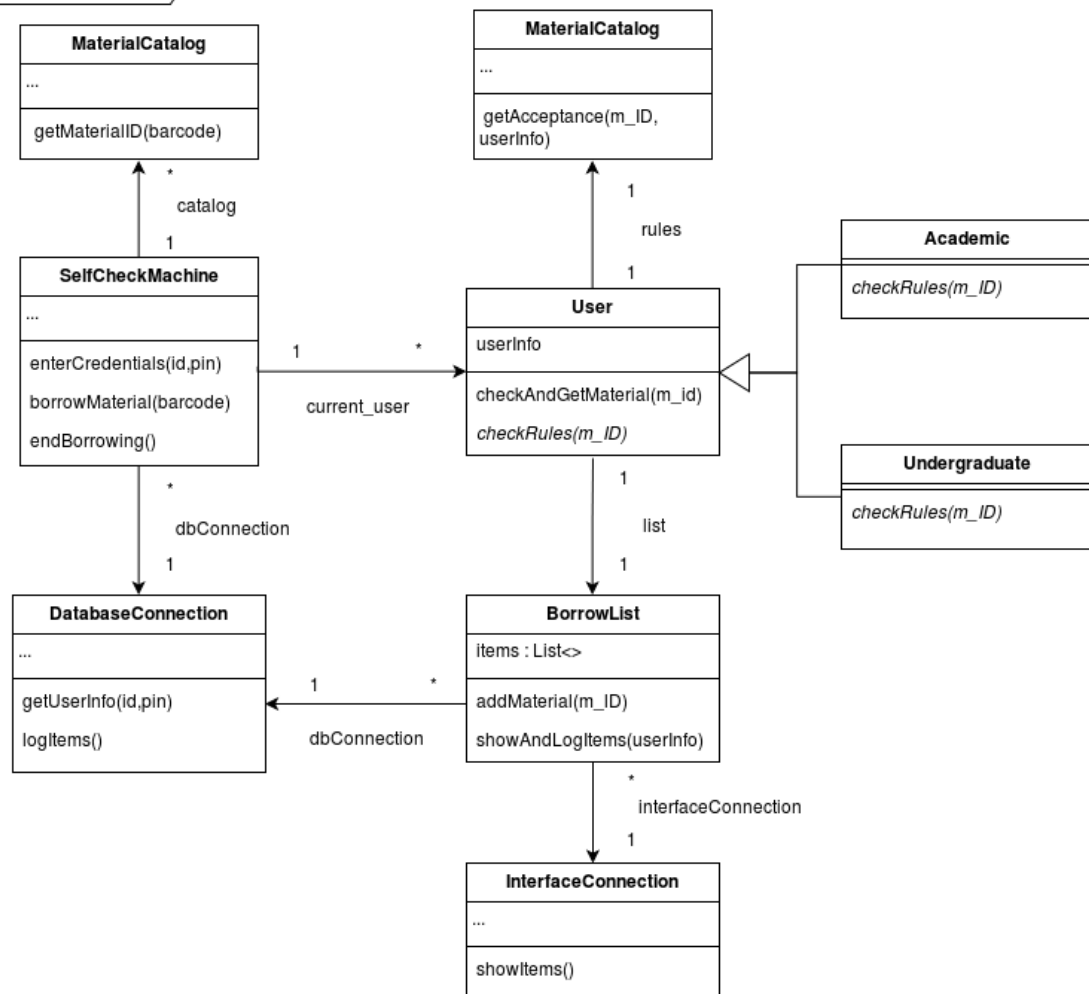 MaterialCatalog
...
getMaterialID(barcode)
MaterialCatalog
...
getAcceptance(m_ID,
userInfo)
*
catalog
1
1
rules
1
SelfCheckMachine
...
enterCredentials(id,pin)
borrowMaterial(barcode)
endBorrowing()
1
*
current_user
User
userInfo
checkAndGetMaterial(m_id)
checkRules(m_ID)
Academic
checkRules(m_ID)
Undergraduate
checkRules(m_ID)
*
dbConnection
1
1
list
1
DatabaseConnection
...
getUserInfo(id,pin)
logItems()
1
*
dbConnection
BorrowList
items : List<>
addMaterial(m_ID)
showAndLogItems(userInfo)
*
interfaceConnection
1
InterfaceConnection
...
showItems()